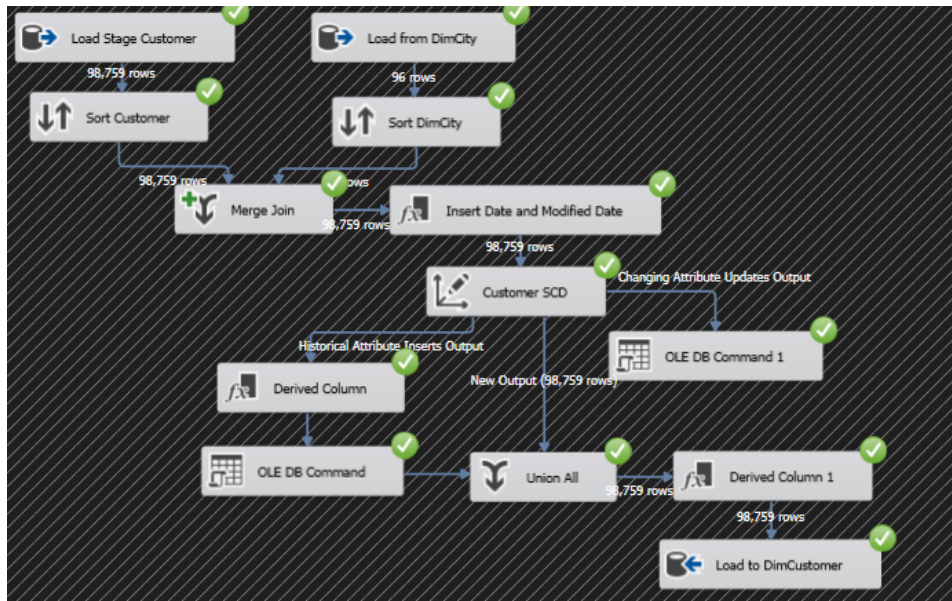 Load Stage Customer
Load from DimCity
98,759 rows
96 rows
Sort Customer
Sort DimCity
98,759 rows
rows
Merge Join
Insert Date and Modified Date
98,759 rows
98,759 rows
Customer SCD
Changing Attribute Updates Output
Historical Attribute Inserts Output
OLE DB Command 1
Derived Column
New Output (98,759 rows)
OLE DB Command
Union All
Derived Column 1
98,759 rows
98,759 rows
Load to DimCustomer